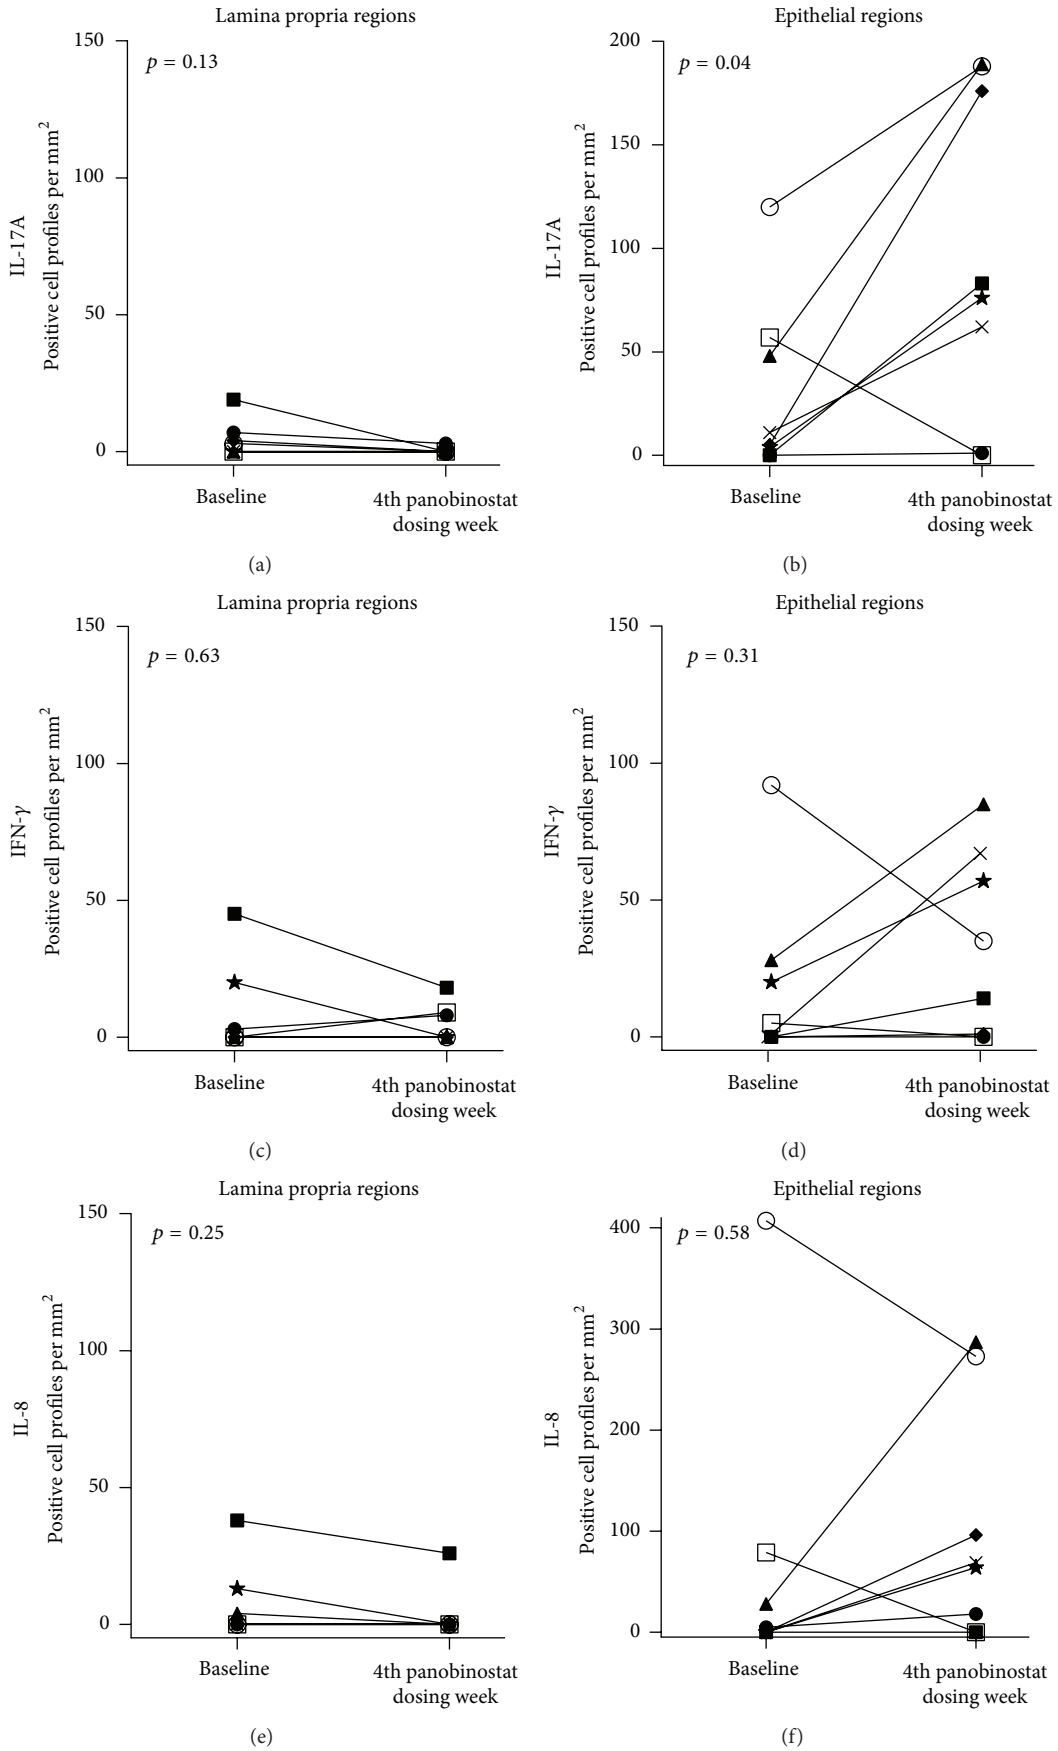 Lamina propria regions
150
100
50
0
p = 0.13
IL-17A
Positive cell profiles per mm²
Baseline
4th panobinostat
dosing week
(a)
Epithelial regions
200
150
100
50
0
p = 0.04
IL-17A
Positive cell profiles per mm²
Baseline
4th panobinostat
dosing week
(b)
Lamina propria regions
150
100
50
0
p = 0.63
IFN-γ
Positive cell profiles per mm²
Baseline
4th panobinostat
dosing week
(c)
Epithelial regions
150
100
50
0
p = 0.31
IFN-γ
Positive cell profiles per mm²
Baseline
4th panobinostat
dosing week
(d)
Lamina propria regions
150
100
50
0
p = 0.25
IL-8
Positive cell profiles per mm²
Baseline
4th panobinostat
dosing week
(e)
Epithelial regions
400
300
200
100
0
p = 0.58
IL-8
Positive cell profiles per mm²
Baseline
4th panobinostat
dosing week
(f)